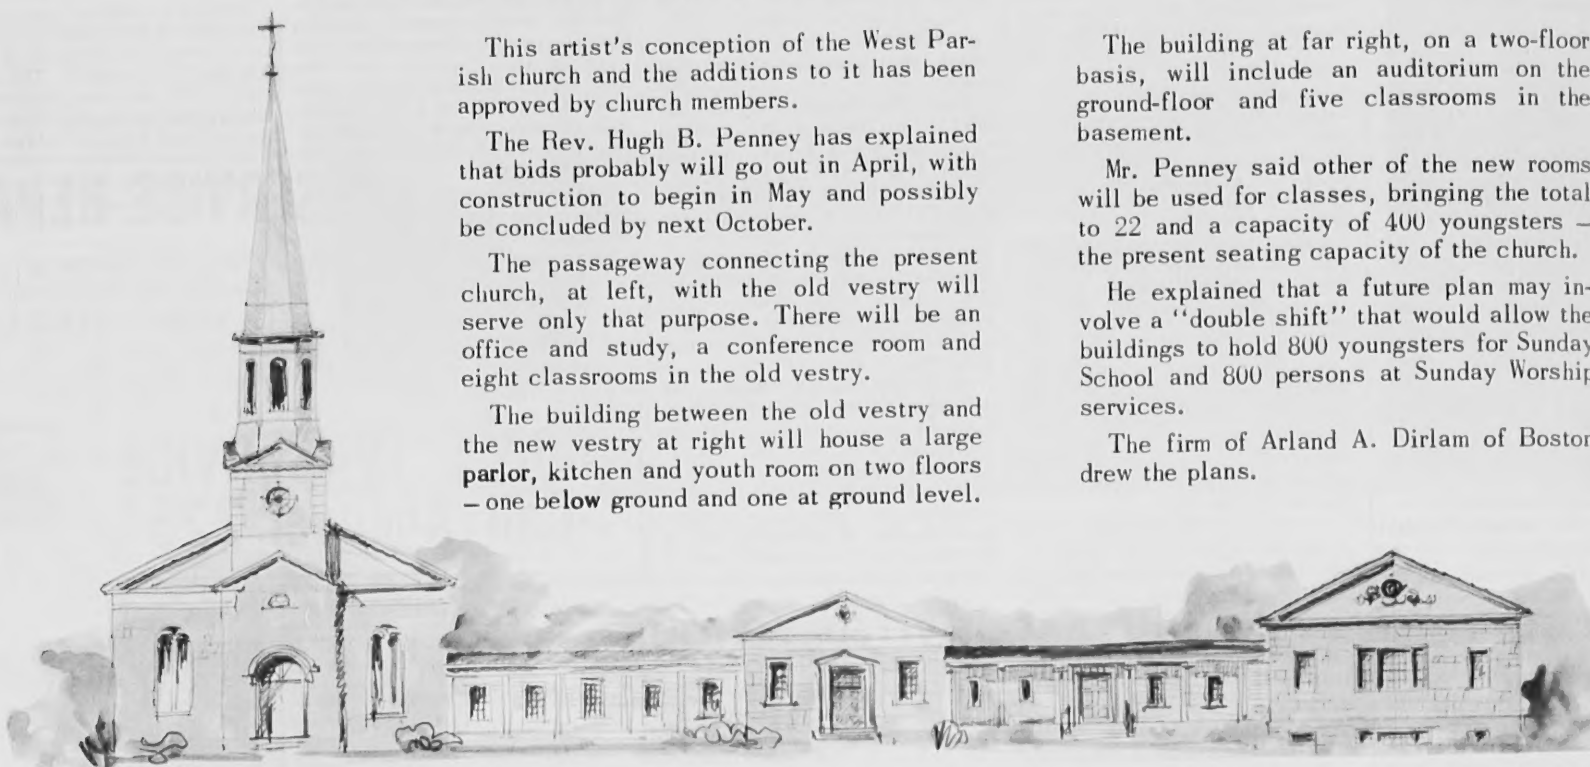 This artist's conception of the West Par-
ish church and the additions to it has been
approved by church members.
The Rev. Hugh B. Penney has explained
that bids probably will go out in April, with
construction to begin in May and possibly
be concluded by next October.
The passageway connecting the present
church, at left, with the old vestry will
serve only that purpose. There will be an
office and study, a conference room and
eight classrooms in the old vestry.
The building between the old vestry and
the new vestry at right will house a large
parlor, kitchen and youth room on two floors
— one below ground and one at ground level.
The building at far right, on a two-floor
basis, will include an auditorium on the
ground-floor and five classrooms in the
basement.
Mr. Penney said other of the new rooms
will be used for classes, bringing the total
to 22 and a capacity of 400 youngsters —
the present seating capacity of the church.
He explained that a future plan may in-
volve a "double shift" that would allow the
buildings to hold 800 youngsters for Sunday
School and 800 persons at Sunday Worship
services.
The firm of Arland A. Dirlam of Boston
drew the plans.